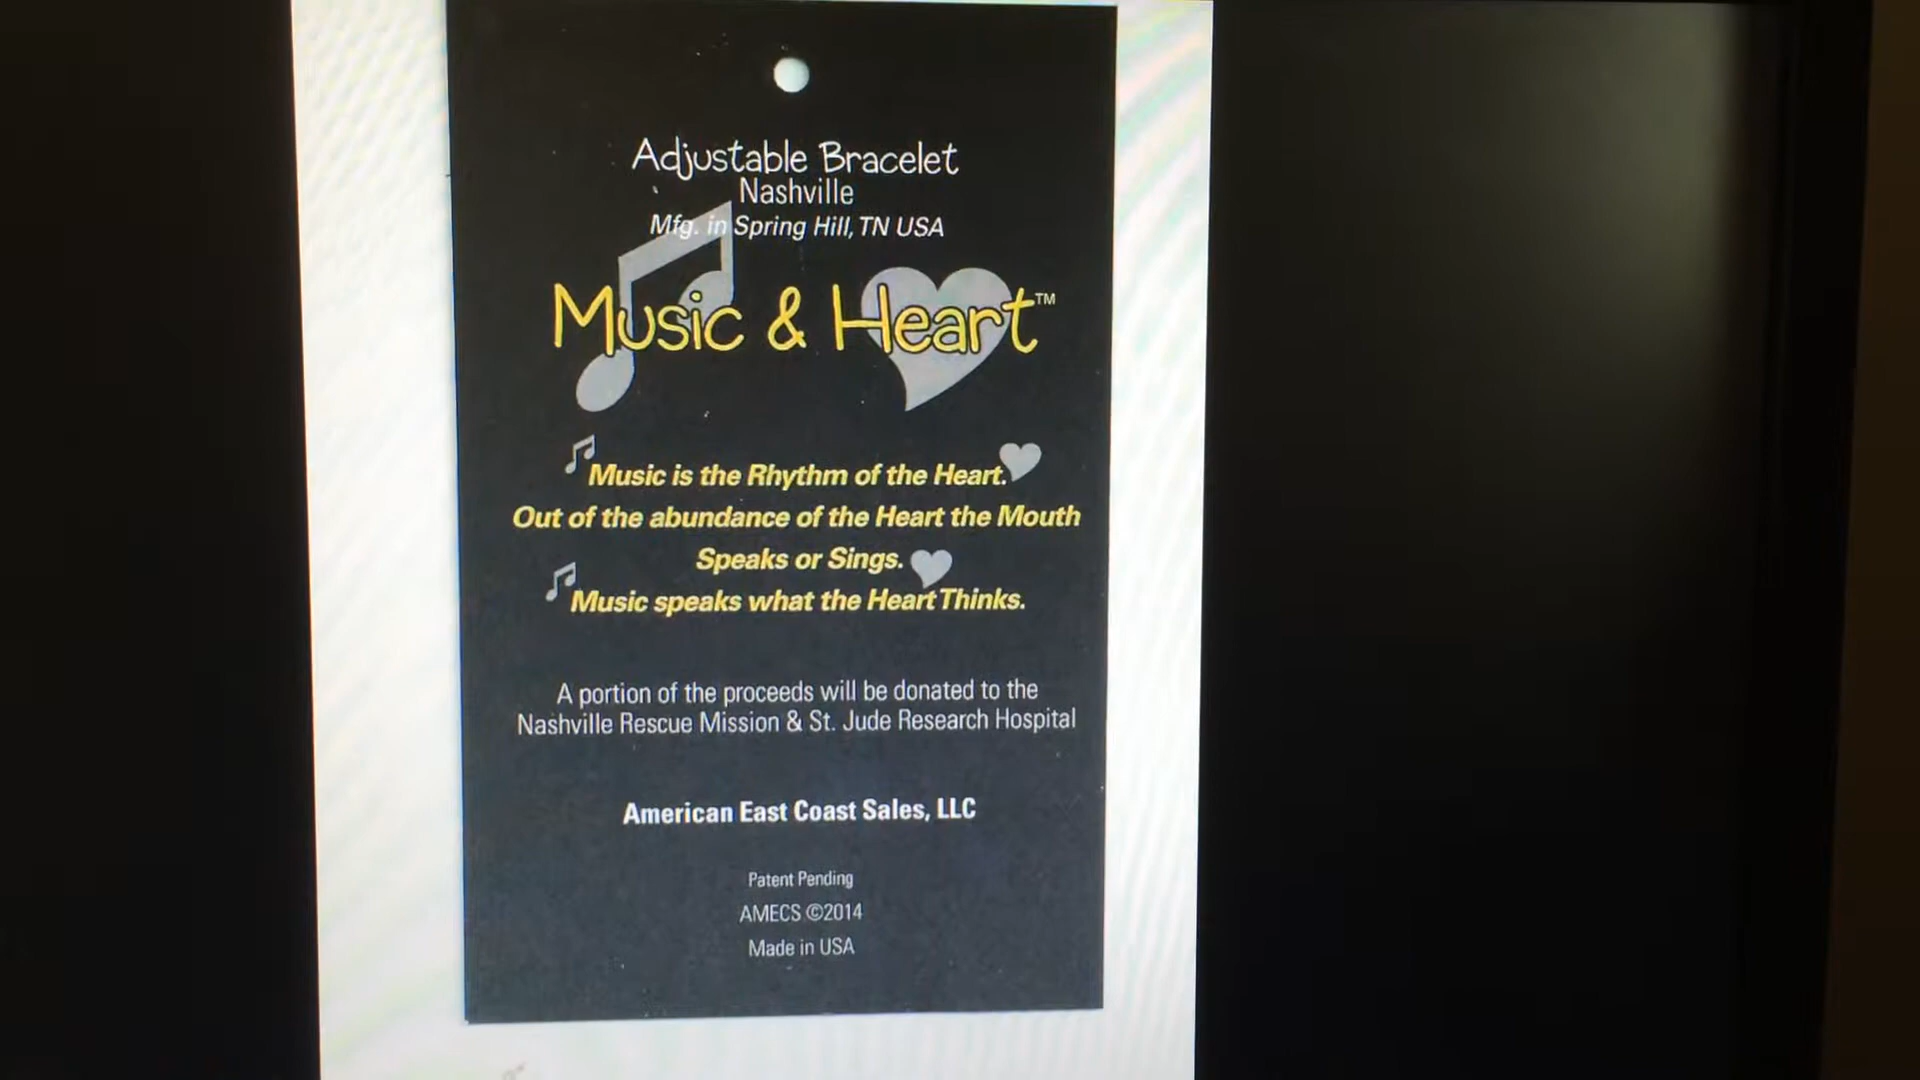 Adjustable Bracelet
Nashville
Mfg. in Spring Hill, TN USA
Music & Heart™
Music is the Rhythm of the Heart.
Out of the abundance of the Heart the Mouth
Speaks or Sings.
Music speaks what the Heart Thinks.
A portion of the proceeds will be donated to the
Nashville Rescue Mission & St. Jude Research Hospital
American East Coast Sales, LLC
Patent Pending
AMECS ©2014
Made in USA